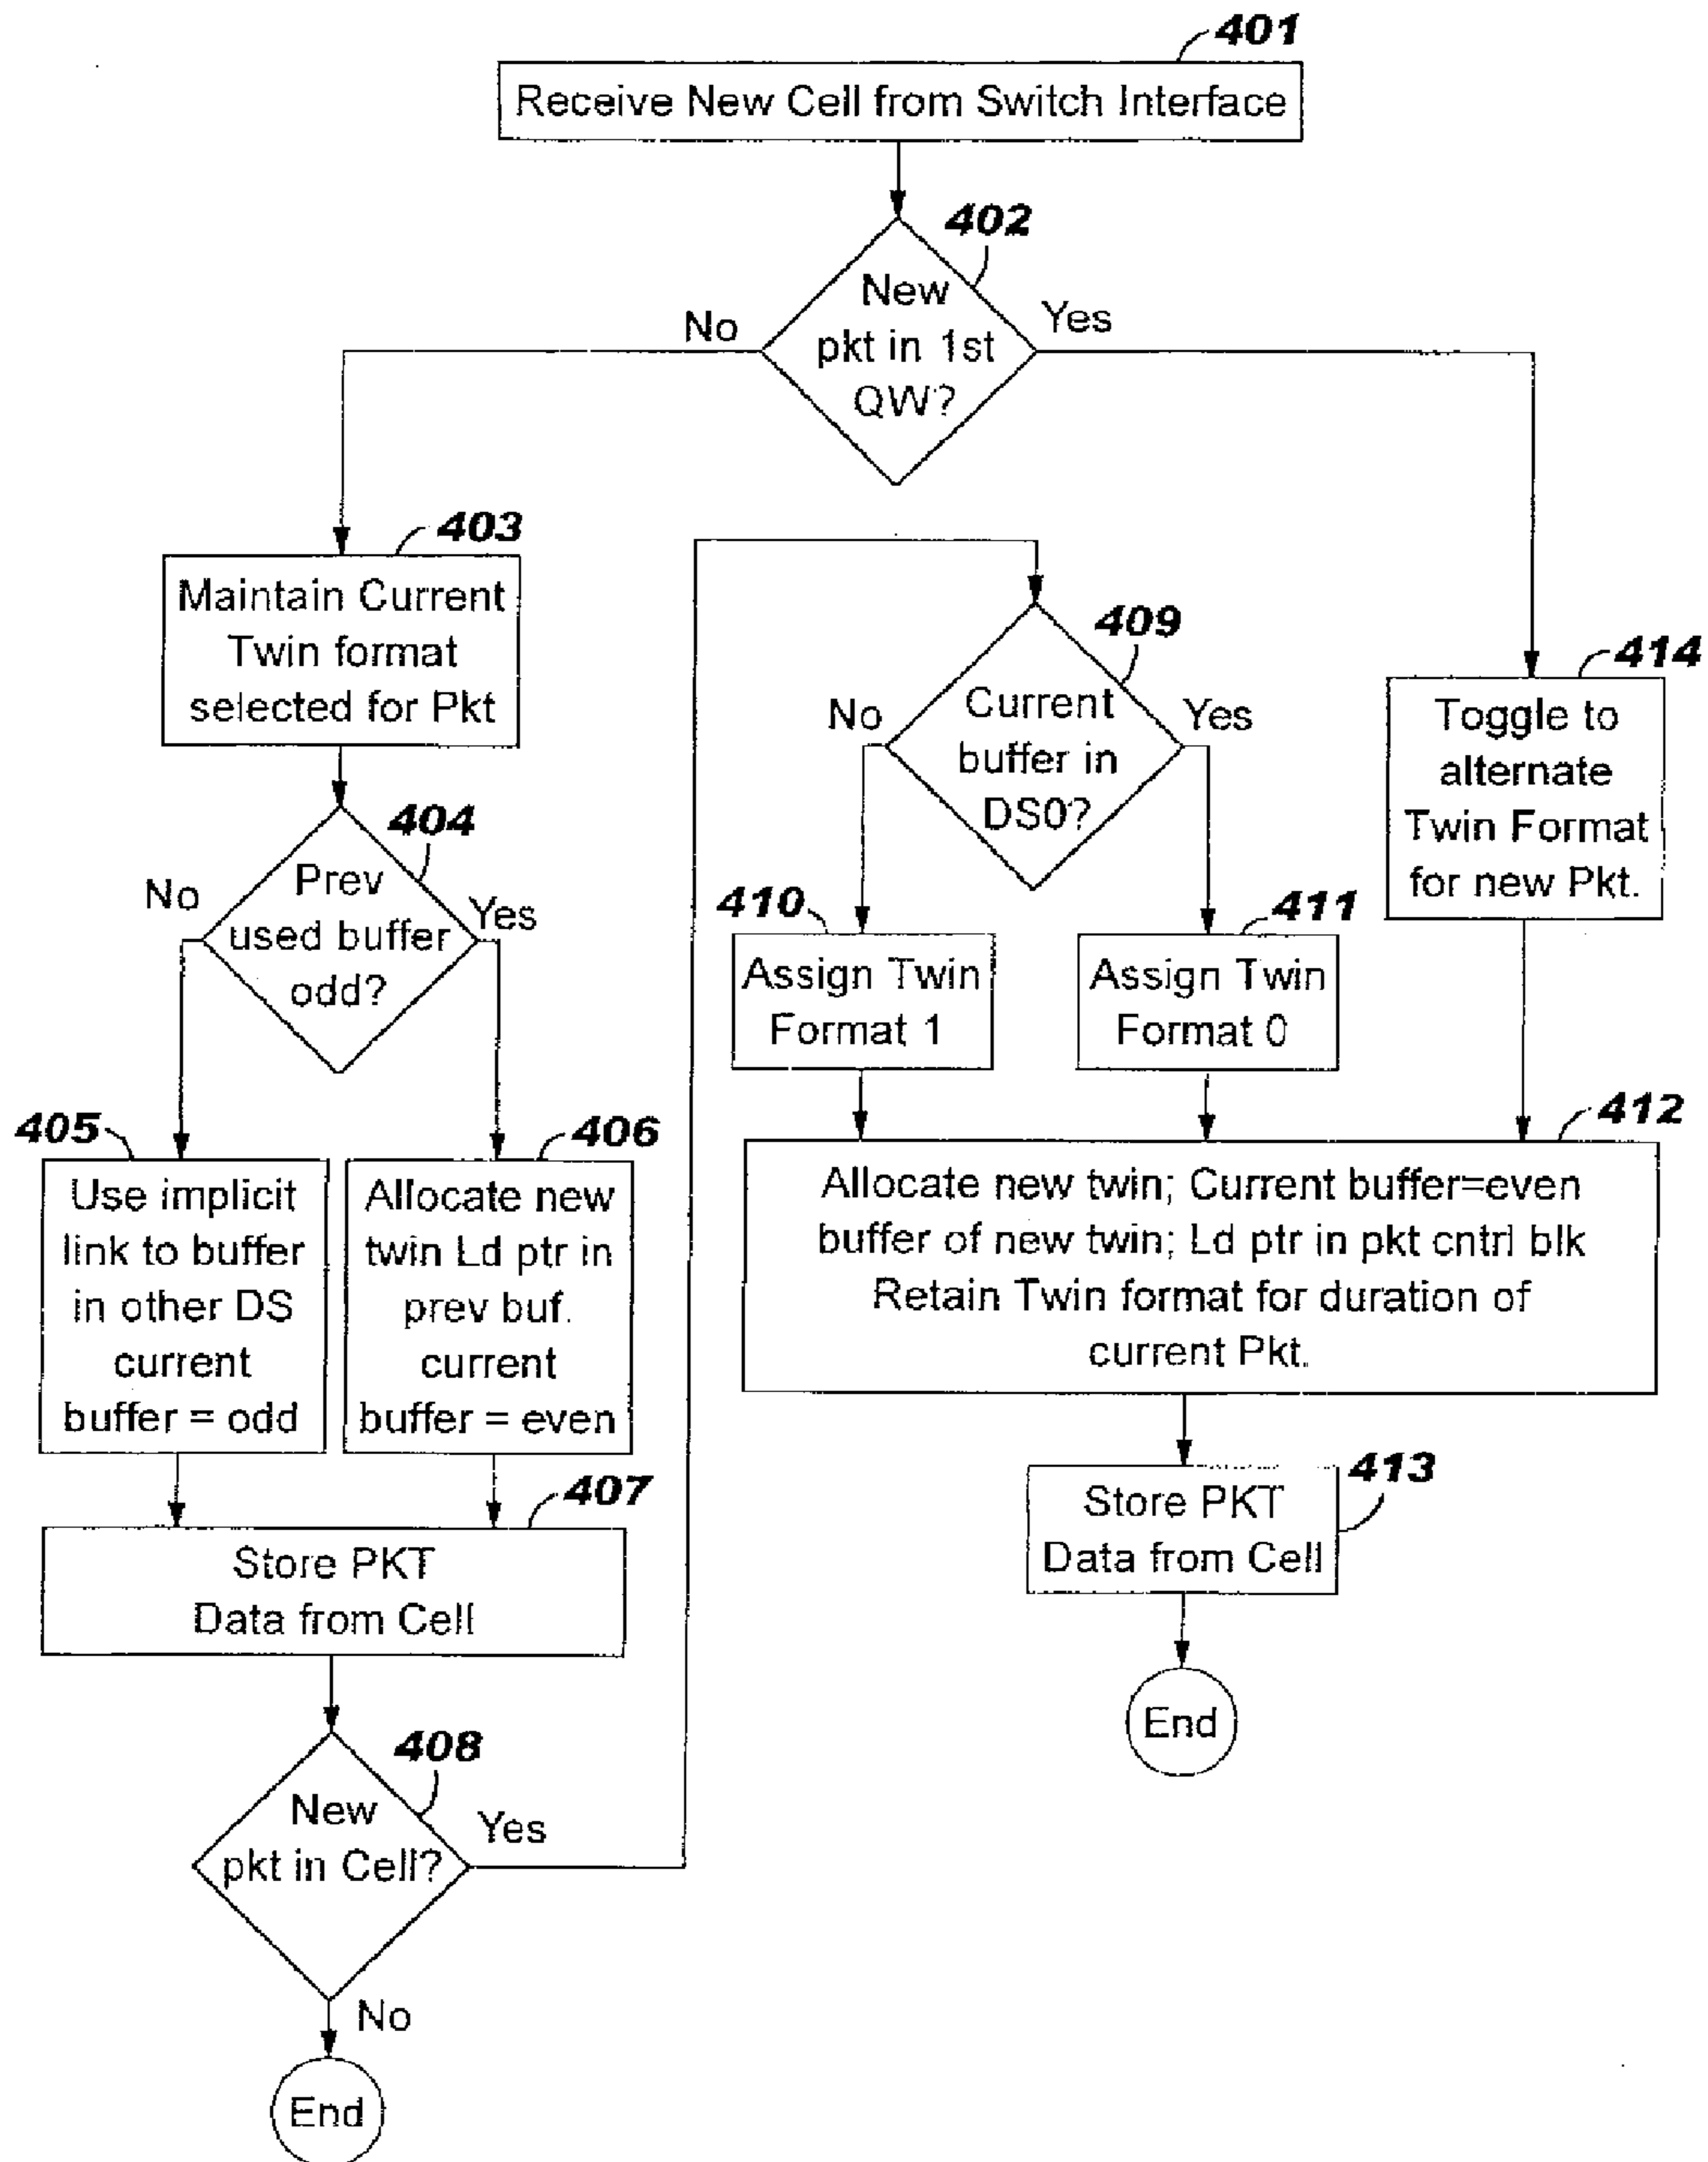 401
Receive New Cell from Switch Interface
402
New
pkt in 1st
QW?
No
Yes
403
Maintain Current
Twin format
selected for Pkt
404
Prev
used buffer
odd?
No
Yes
405
Use implicit
link to buffer
in other DS
current
buffer = odd
406
Allocate new
twin Ld ptr in
prev buf.
current
buffer = even
407
Store PKT
Data from Cell
408
New
pkt in Cell?
Yes
No
End
409
Current
buffer in
DS0?
No
Yes
410
Assign Twin
Format 1
411
Assign Twin
Format 0
414
Toggle to
alternate
Twin Format
for new Pkt.
412
Allocate new twin; Current buffer=even
buffer of new twin; Ld ptr in pkt cntrl blk
Retain Twin format for duration of
current Pkt.
413
Store PKT
Data from Cell
End